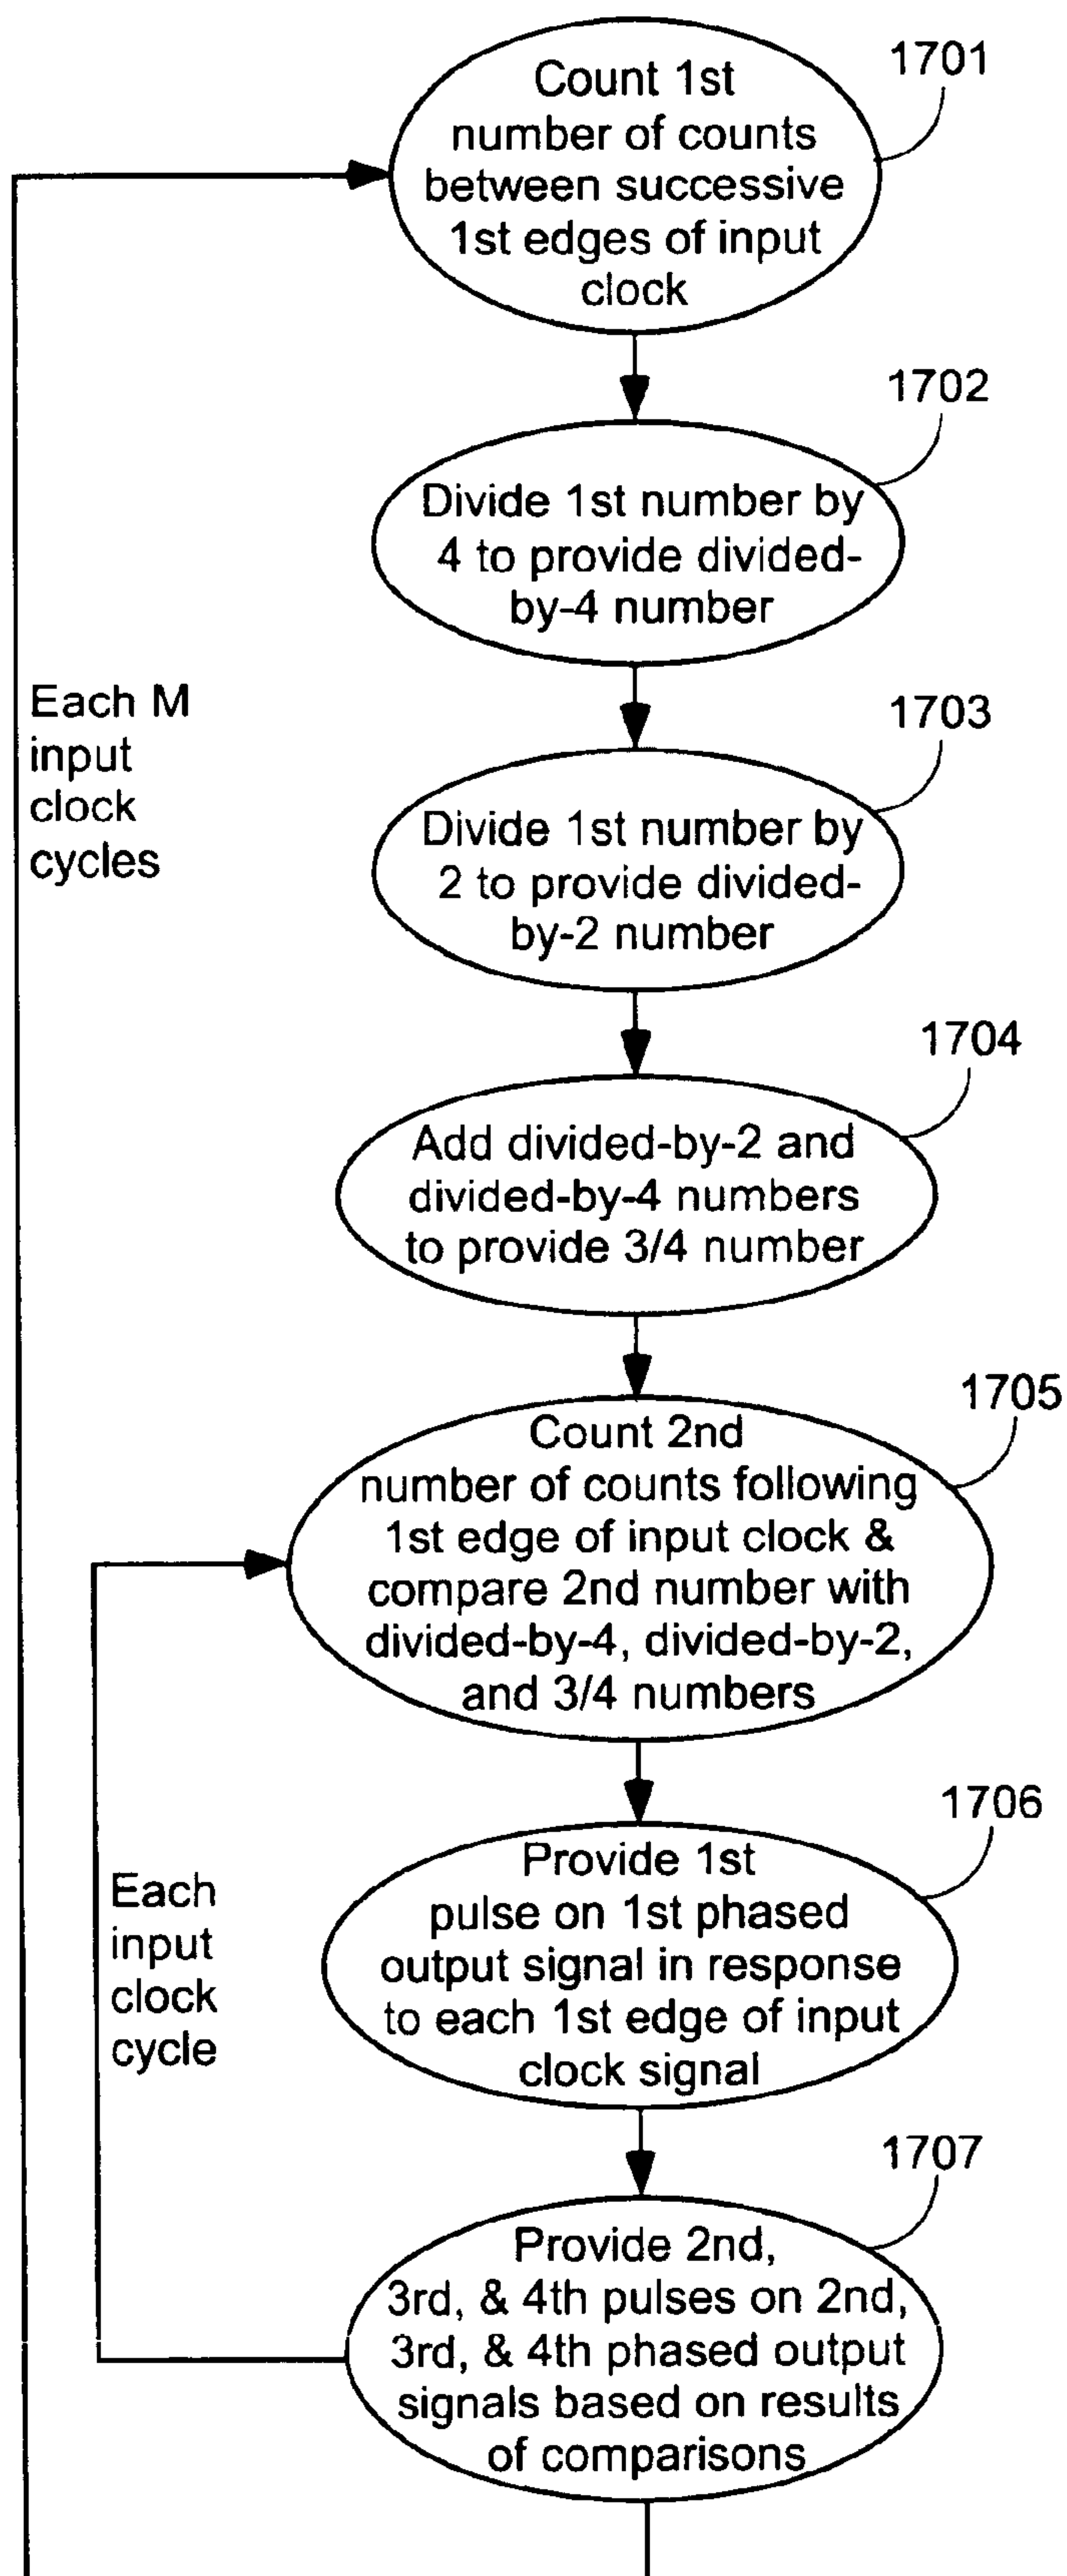 1701
Count 1st
number of counts
between successive
1st edges of input
clock
1702
Divide 1st number by
4 to provide divided-
by-4 number
1703
Divide 1st number by
2 to provide divided-
by-2 number
Each M
input
clock
cycles
1704
Add divided-by-2 and
divided-by-4 numbers
to provide 3/4 number
1705
Count 2nd
number of counts following
1st edge of input clock &
compare 2nd number with
divided-by-4, divided-by-2,
and 3/4 numbers
1706
Provide 1st
pulse on 1st phased
output signal in response
to each 1st edge of input
clock signal
Each
input
clock
cycle
1707
Provide 2nd,
3rd, & 4th pulses on 2nd,
3rd, & 4th phased output
signals based on results
of comparisons